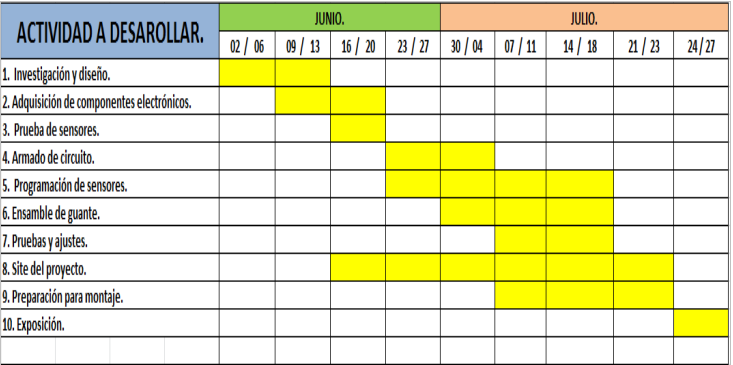 ACTIVIDAD A DESAROLLAR.
JUNIO. JULIO.
02 / 06 09 / 13 16 / 20 23 / 27 30 / 04 07 / 11 14 / 18 21 / 23 24/ 27
1. Investigación y diseño.
2. Adquisición de componentes electrónicos.
3. Prueba de sensores.
4. Armado de circuito.
5. Programación de sensores.
6. Ensamble de guante.
7. Pruebas y ajustes.
8. Site del proyecto.
9. Preparación para montaje.
10. Exposición.